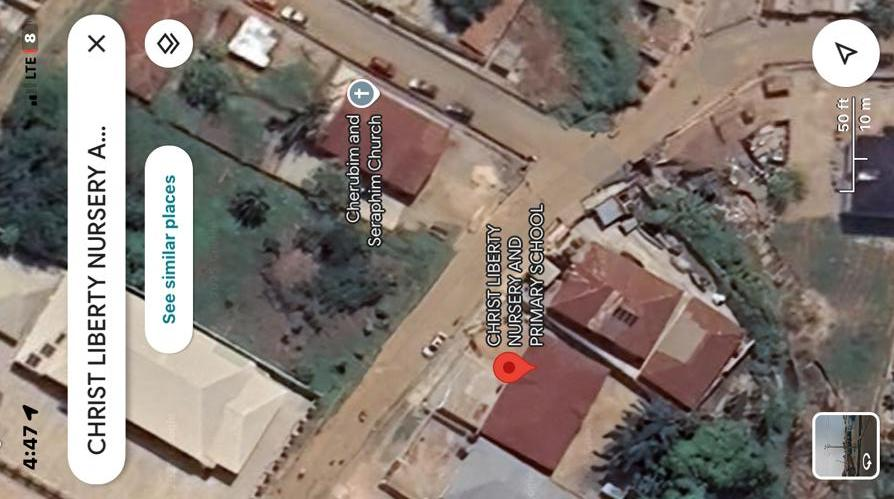 4:47
LTE 8
CHRIST LIBERTY NURSERY A...
See similar places
Cherubim and
Seraphim Church
CHRIST LIBERTY
NURSERY AND
PRIMARY SCHOOL
50 ft
10 m